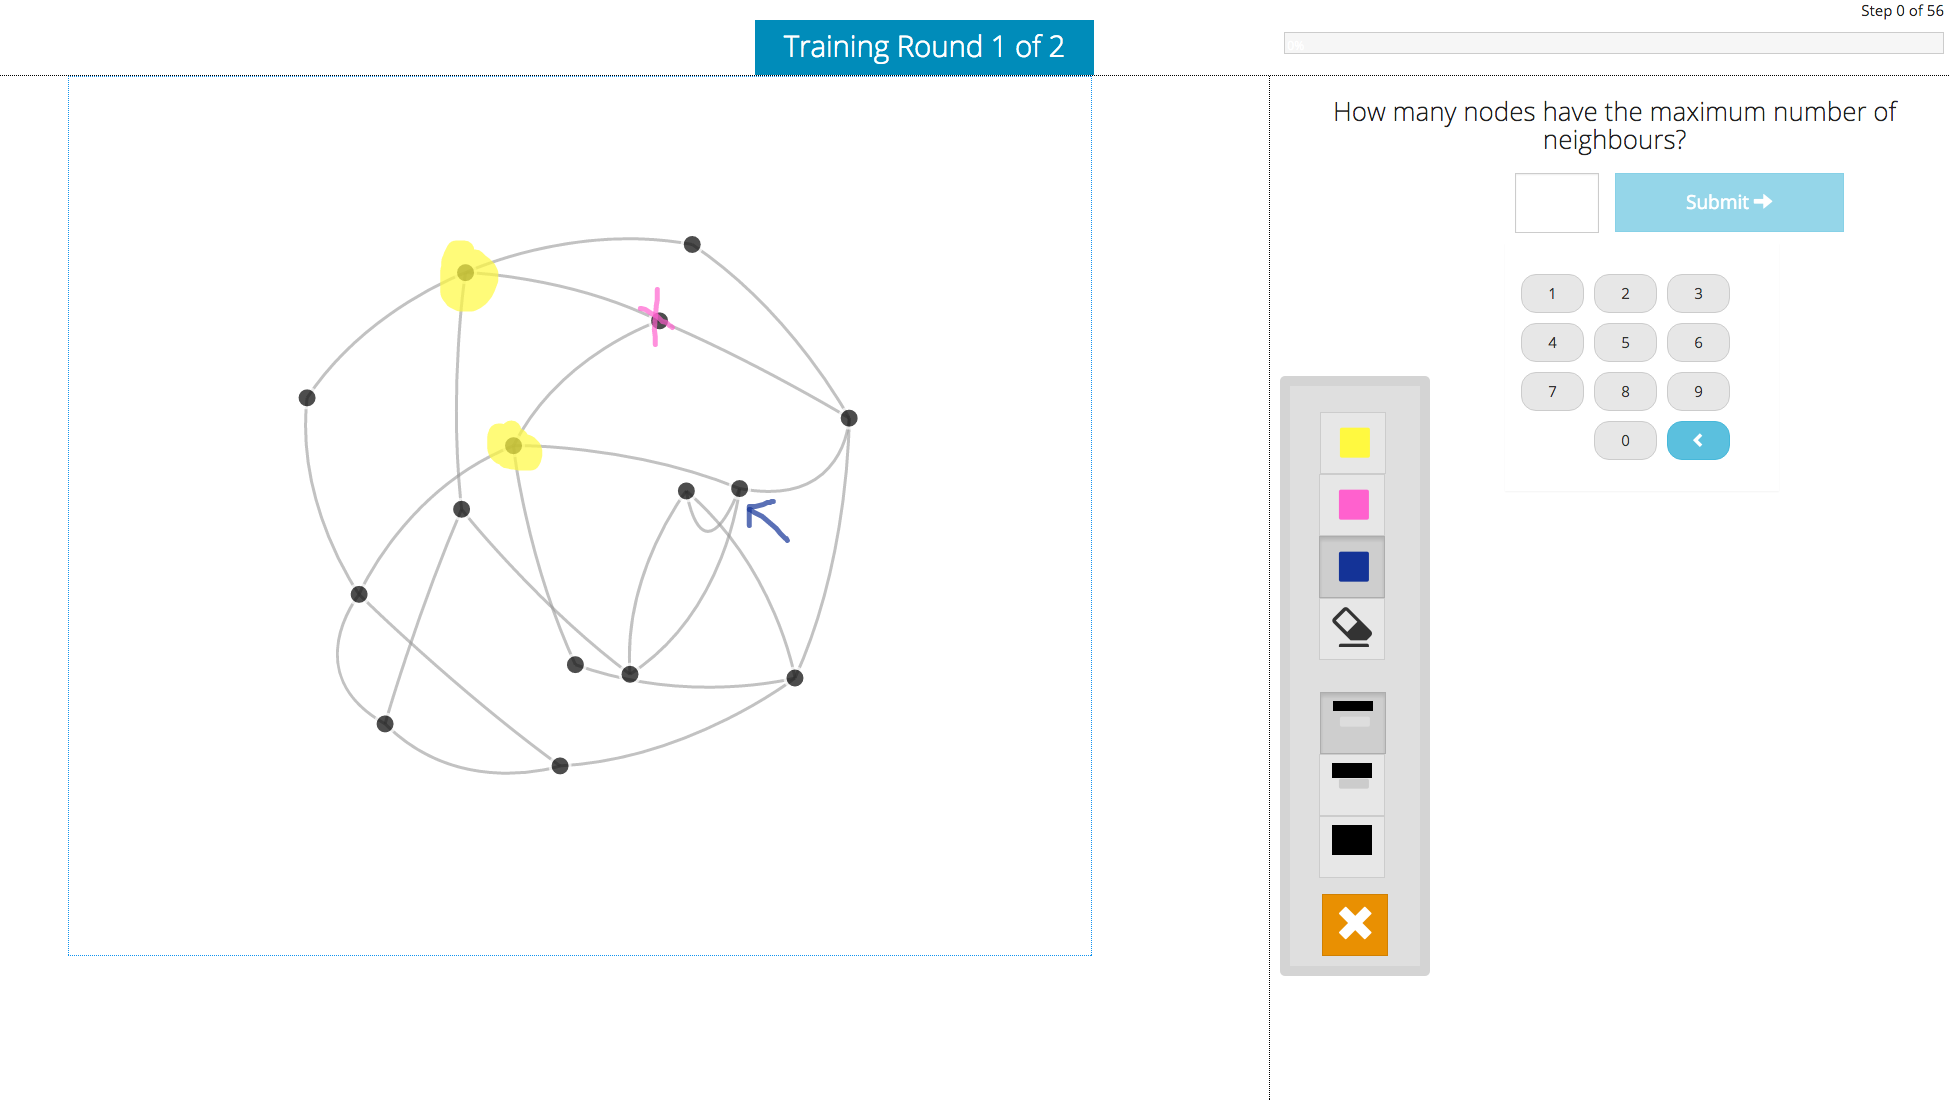 Step 0 of 56
Training Round 1 of 2
How many nodes have the maximum number of
neighbours?
Submit
1 2 3
4 5 6
7 8 9
0